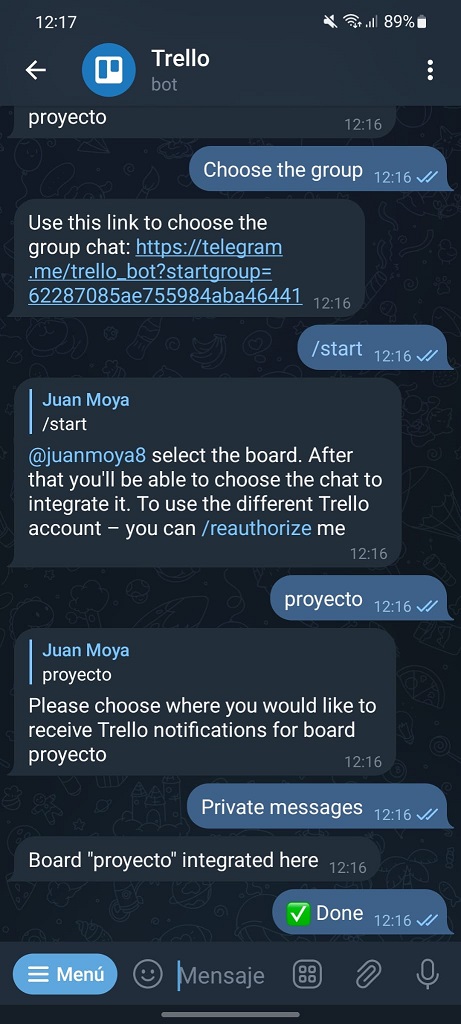 12:17
89%
Trello
bot
proyecto
12:16
Choose the group
12:16
Use this link to choose the
group chat: https://telegram
.me/trello_bot?startgroup=
62287085ae755984aba46441
12:16
/start
12:16
Juan Moya
/start
@juanmoya8 select the board. After
that you'll be able to choose the chat to
integrate it. To use the different Trello
account – you can /reauthorize me
12:16
proyecto
12:16
Juan Moya
proyecto
Please choose where you would like to
receive Trello notifications for board
proyecto
12:16
Private messages
12:16
Board "proyecto" integrated here
12:16
✅ Done
12:16
Menú
Mensaje